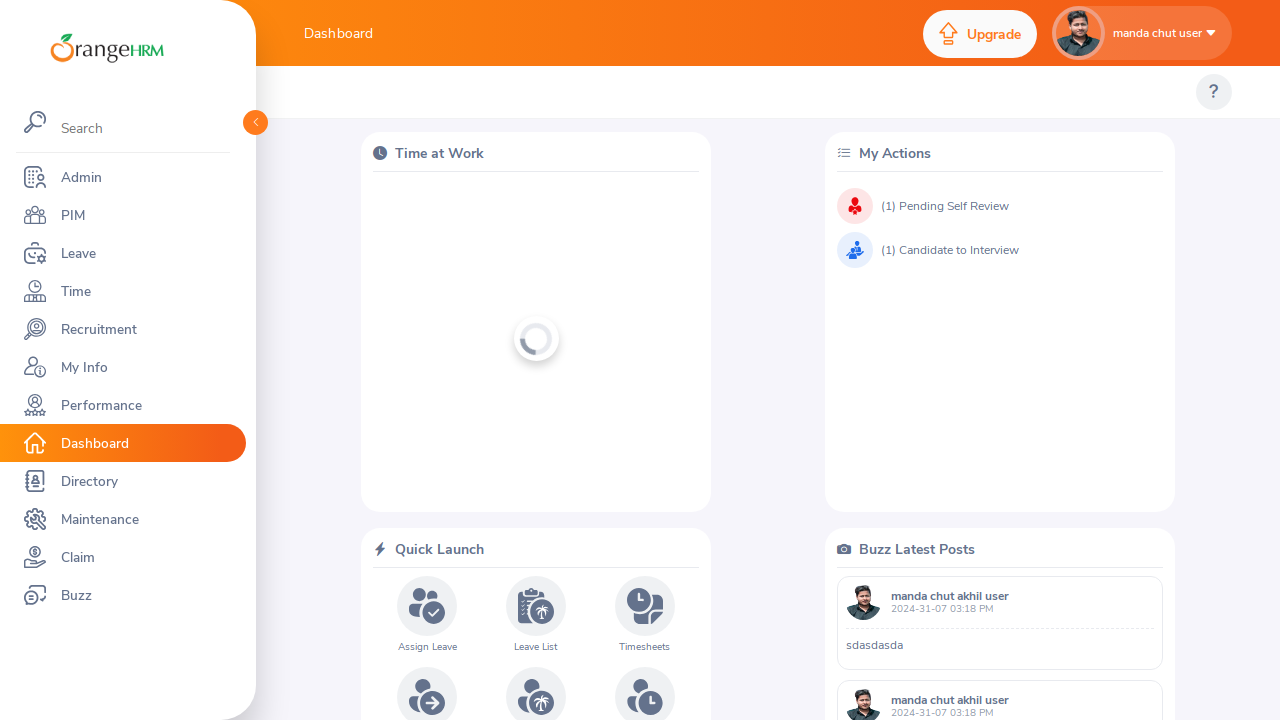 OrangeHRM
Search
Admin
PIM
Leave
Time
Recruitment
My Info
Performance
Dashboard
Directory
Maintenance
Claim
Buzz
Dashboard
Upgrade
manda chut user
?
Time at Work
My Actions
(1) Pending Self Review
(1) Candidate to Interview
Quick Launch
Assign Leave
Leave List
Timesheets
Buzz Latest Posts
manda chut akhil user
2024-31-07 03:18 PM
sdasdasda
manda chut akhil user
2024-31-07 03:18 PM